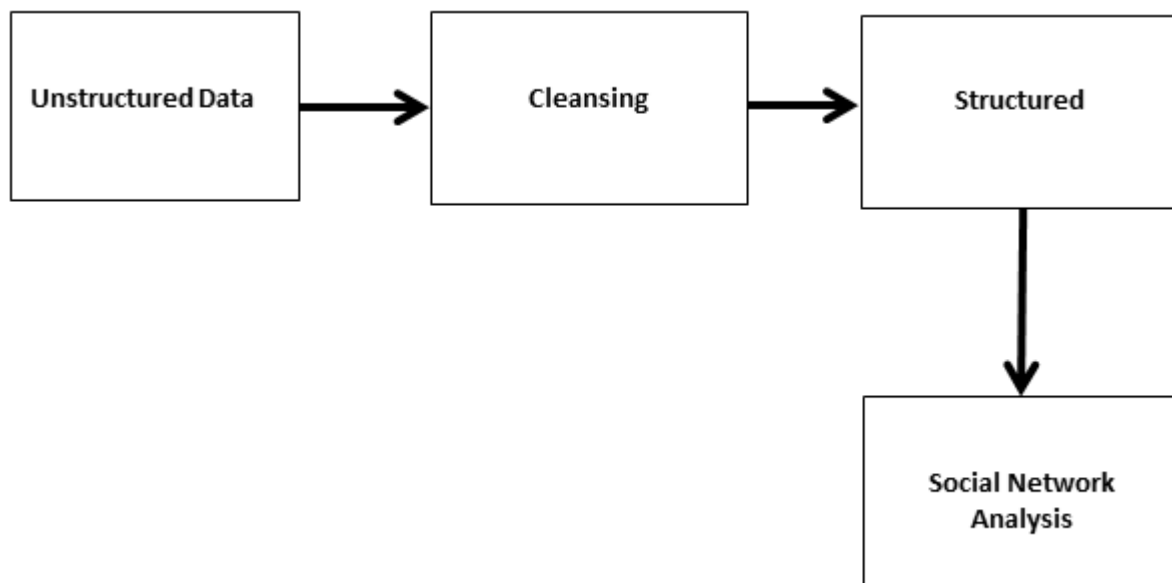 Unstructured Data
Cleansing
Structured
Social Network
Analysis